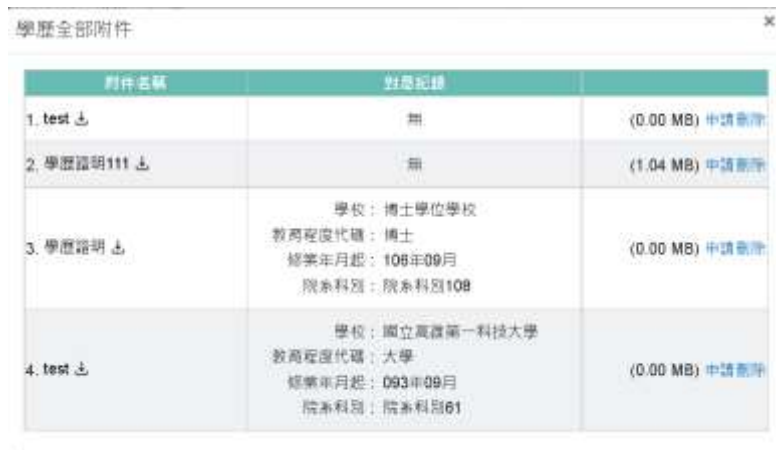 學歷全部附件
×
附件名稱 對應紀錄
1. test 無 (0.00 MB) 申請刪除
2. 學歷證明111 無 (1.04 MB) 申請刪除
學校：博士學位學校
教育程度代碼：博士
3. 學歷證明 (0.00 MB) 申請刪除
修業年月起：106年09月
院系科別：院系科別108
學校：國立高雄第一科技大學
教育程度代碼：大學
4. test (0.00 MB) 申請刪除
修業年月起：093年09月
院系科別：院系科別61